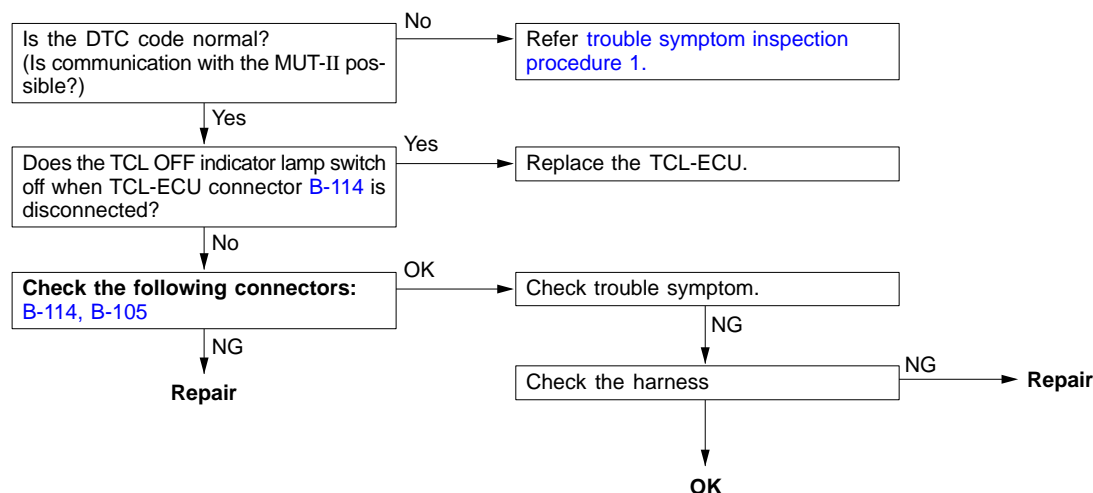 Is the DTC code normal?
(Is communication with the MUT-II pos-
sible?)
No
Refer trouble symptom inspection
procedure 1.
Yes
Does the TCL OFF indicator lamp switch
off when TCL-ECU connector B-114 is
disconnected?
Yes
Replace the TCL-ECU.
No
Check the following connectors:
B-114, B-105
OK
Check trouble symptom.
NG
Repair
NG
Check the harness
NG
Repair
OK